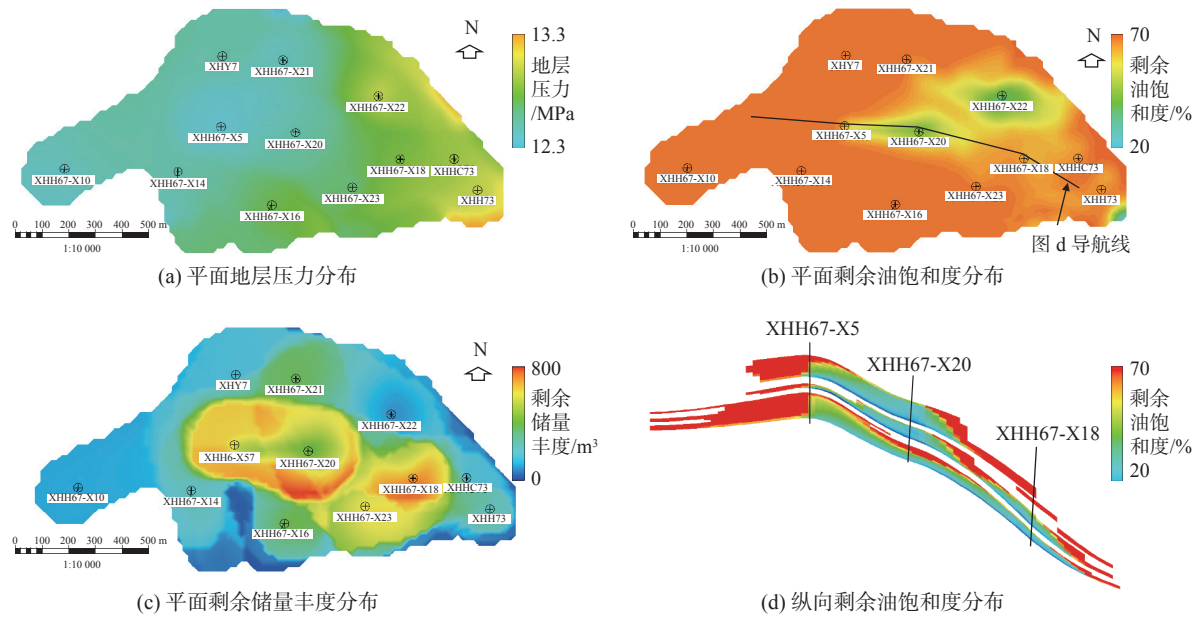 N
13.3
地层
压力
/MPa
12.3
XHY7
XHH67-X21
XHH67-X22
XHH67-X5
XHH67-X20
XHH67-X18
XHHC73
XHH67-X10
XHH67-X14
XHH67-X23
XHH73
XHH67-X16
0 100 200 300 400 500 m
1:10 000
(a) 平面地层压力分布
N
70
剩余
油饱
和度/%
20
XHY7
XHH67-X21
XHH67-X22
XHH67-X5
XHH67-X20
XHH67-X18
XHHC73
XHH67-X10
XHH67-X14
XHH67-X23
XHH73
XHH67-X16
图 d 导航线
0 100 200 300 400 500 m
1:10 000
(b) 平面剩余油饱和度分布
N
800
剩余
储量
丰度/m³
0
XHY7
XHH67-X21
XHH67-X22
XHH6-X57
XHH67-X20
XHH67-X18
XHHC73
XHH67-X10
XHH67-X14
XHH67-X23
XHH73
XHH67-X16
0 100 200 300 400 500 m
1:10 000
(c) 平面剩余储量丰度分布
XHH67-X5
XHH67-X20
XHH67-X18
70
剩余
油饱
和度/%
20
(d) 纵向剩余油饱和度分布